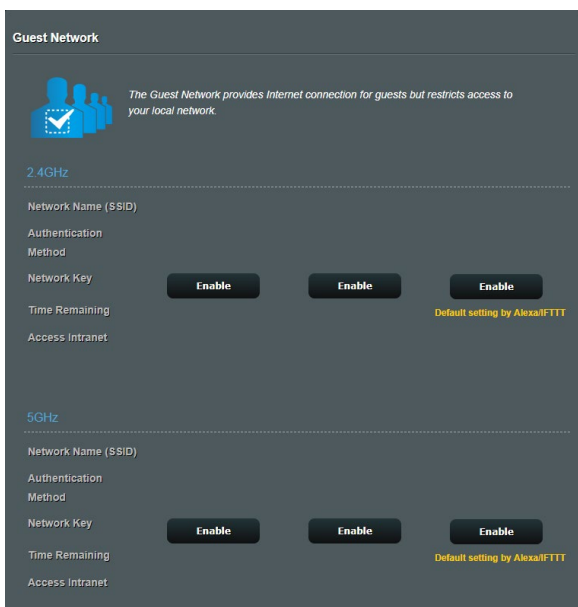 Guest Network
The Guest Network provides Internet connection for guests but restricts access to
your local network.
2.4GHz
Network Name (SSID)
Authentication
Method
Network Key
Enable Enable Enable
Time Remaining
Default setting by Alexa/IFTTT
Access Intranet
5GHz
Network Name (SSID)
Authentication
Method
Network Key
Enable Enable Enable
Time Remaining
Default setting by Alexa/IFTTT
Access Intranet